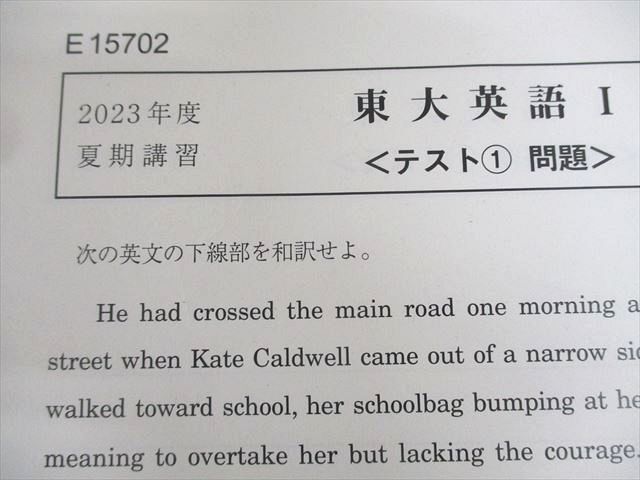 E15702
2023年度
東大英語 I
夏期講習
<テスト① 問題>
次の英文の下線部を和訳せよ。
He had crossed the main road one morning a
street when Kate Caldwell came out of a narrow
walked toward school, her schoolbag bumping at
meaning to overtake her but lacking the courage.